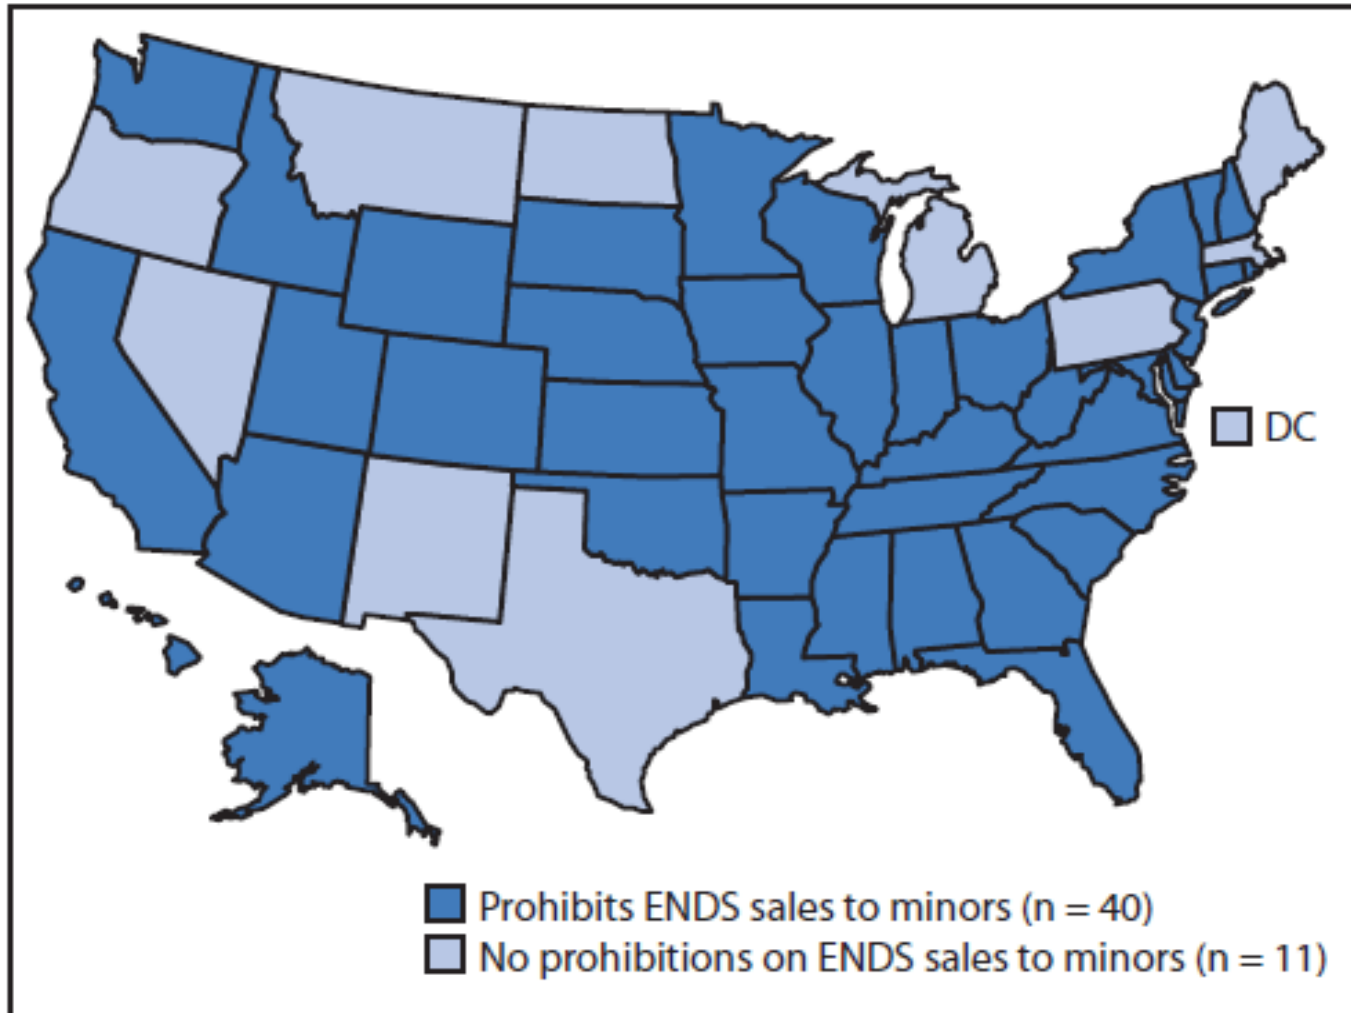 DC
Prohibits ENDS sales to minors (n = 40)
No prohibitions on ENDS sales to minors (n = 11)